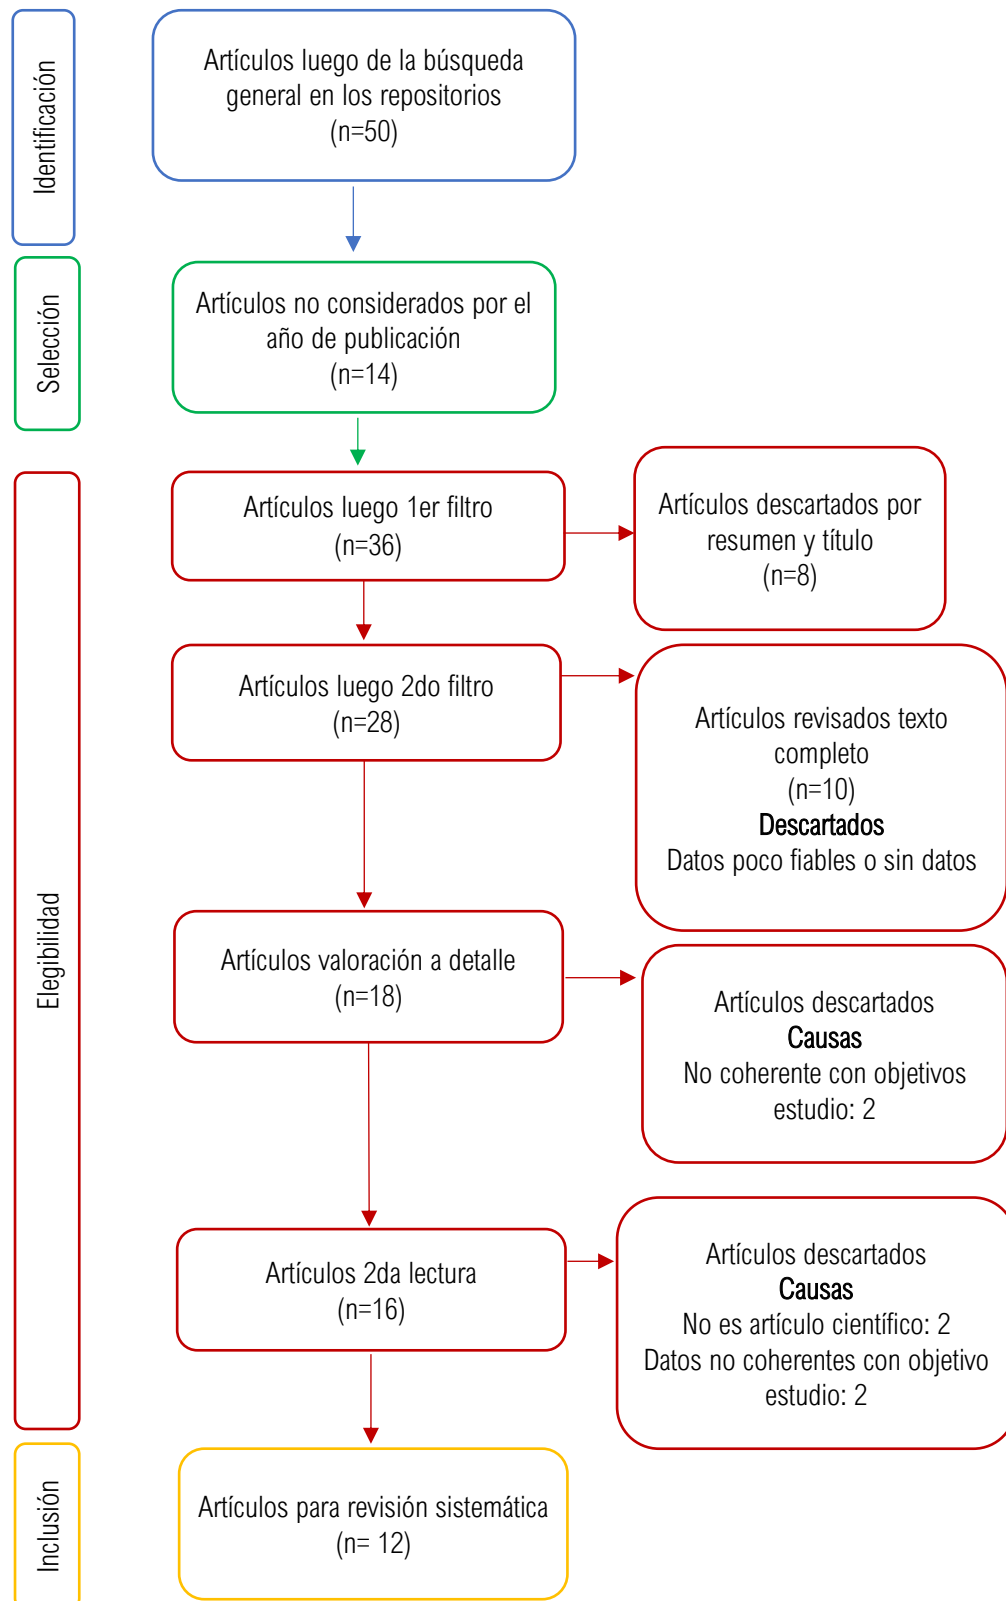 Identificación
Artículos luego de la búsqueda
general en los repositorios
(n=50)
Selección
Artículos no considerados por el
año de publicación
(n=14)
Elegibilidad
Artículos luego 1er filtro
(n=36)
Artículos descartados por
resumen y título
(n=8)
Artículos luego 2do filtro
(n=28)
Artículos revisados texto
completo
(n=10)
Descartados
Datos poco fiables o sin datos
Artículos valoración a detalle
(n=18)
Artículos descartados
Causas
No coherente con objetivos
estudio: 2
Artículos 2da lectura
(n=16)
Artículos descartados
Causas
No es artículo científico: 2
Datos no coherentes con objetivo
estudio: 2
Inclusión
Artículos para revisión sistemática
(n= 12)